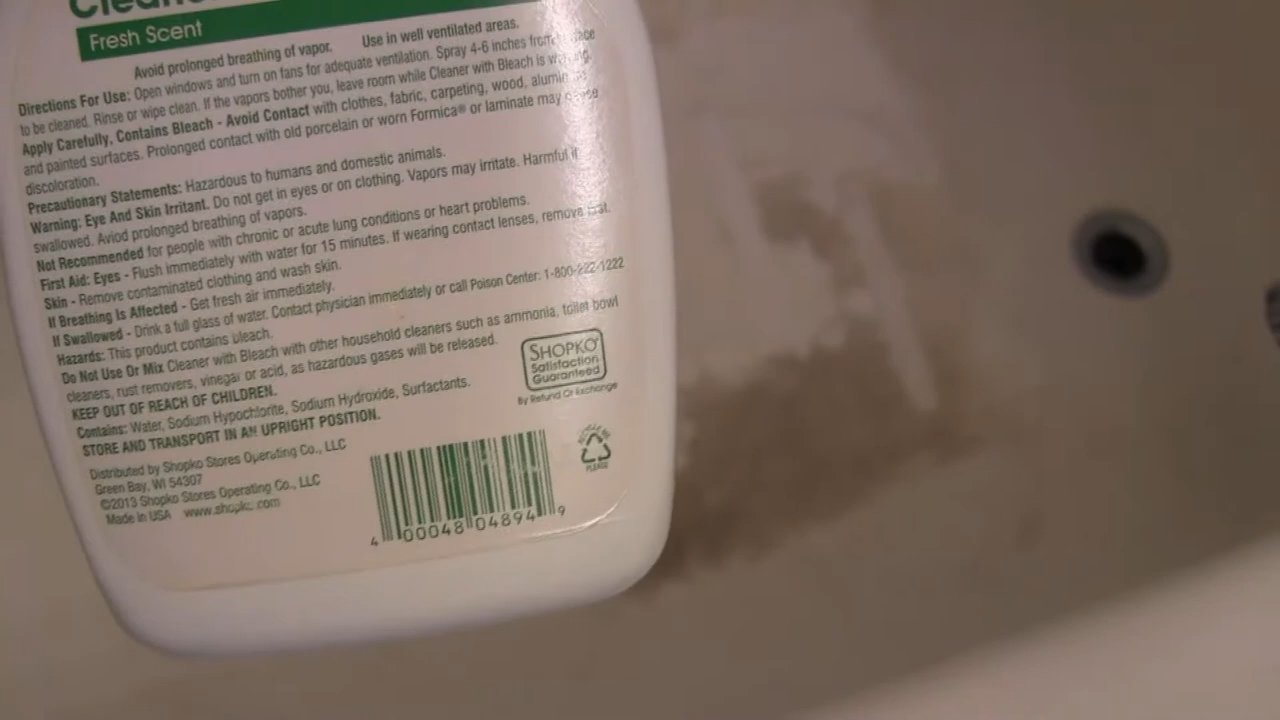 Cleaner
Fresh Scent
Avoid prolonged breathing of vapor. Use in well ventilated areas.
Directions For Use: Open windows and turn on fans for adequate ventilation. Spray 4-6 inches from
to be cleaned. Rinse or wipe clean. If the vapors bother you, leave room while Cleaner with Bleach is
Apply Carefully, Contains Bleach - Avoid Contact with clothes, fabric, carpeting, wood,
and painted surfaces. Prolonged contact with old porcelain or worn Formica® or laminate may
discoloration.
Precautionary Statements: Hazardous to humans and domestic animals.
Warning: Eye And Skin Irritant. Do not get in eyes or on clothing. Vapors may irritate. Harmful if
swallowed. Aviod prolonged breathing of vapors.
Not Recommended for people with chronic or acute lung conditions or heart problems.
First Aid: Eyes - Flush immediately with water for 15 minutes. If wearing contact lenses, remove first.
Skin - Remove contaminated clothing and wash skin.
If Breathing Is Affected - Get fresh air immediately.
If Swallowed - Drink a full glass of water. Contact physician immediately or call Poison Center: 1-800-222-1222
Hazards: This product contains bleach.
Do Not Use Or Mix Cleaner with Bleach with other household cleaners such as ammonia, toilet bowl
cleaners, rust removers, vinegar or acid, as hazardous gases will be released.
KEEP OUT OF REACH OF CHILDREN.
Contains: Water, Sodium Hypochlorite, Sodium Hydroxide, Surfactants.
STORE AND TRANSPORT IN AN UPRIGHT POSITION.
SHOPKO
Satisfaction
Guaranteed
By Refund Or Exchange
Distributed by Shopko Stores Operating Co., LLC
Green Bay, WI 54307
©2013 Shopko Stores Operating Co., LLC
Made in USA www.shopko.com
PLEASE
4 00048 04894 9